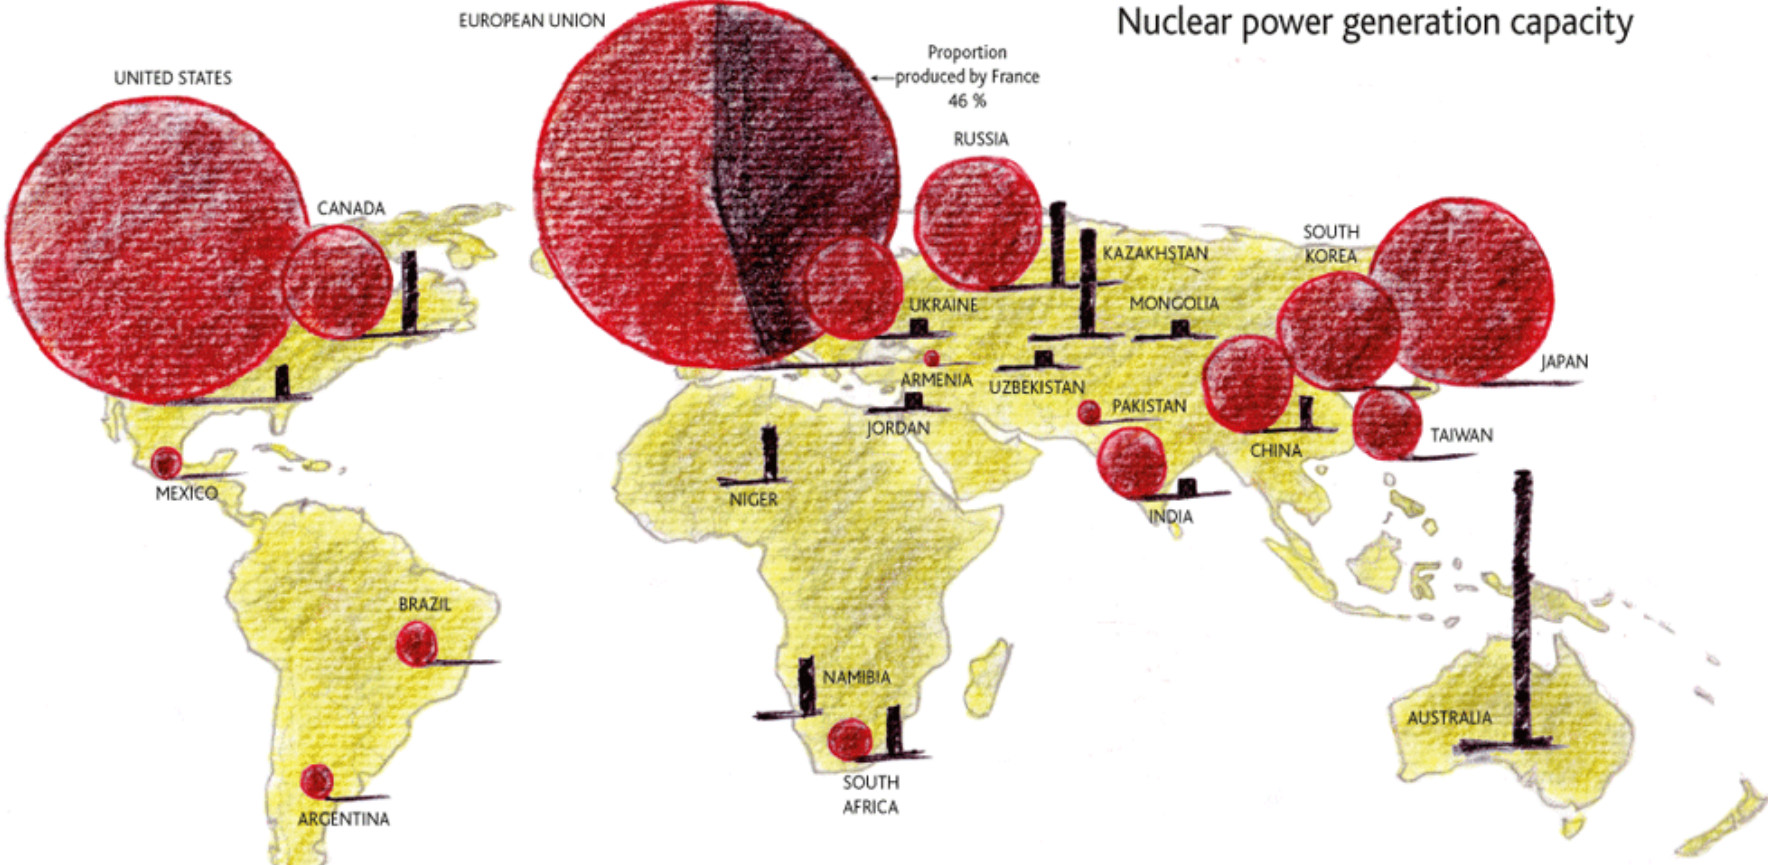 Nuclear power generation capacity
EUROPEAN UNION
Proportion
produced by France
46 %
UNITED STATES
RUSSIA
CANADA
SOUTH
KOREA
KAZAKHSTAN
UKRAINE
MONGOLIA
JAPAN
ARMENIA
UZBEKISTAN
PAKISTAN
JORDAN
TAIWAN
CHINA
MEXICO
NIGER
INDIA
BRAZIL
NAMIBIA
AUSTRALIA
SOUTH
AFRICA
ARGENTINA